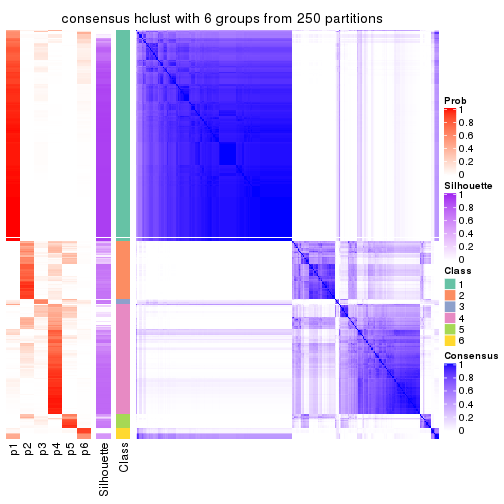 consensus hclust with 6 groups from 250 partitions
Prob
1
0.8
0.6
0.4
0.2
0
Silhouette
1
0.8
0.6
0.4
0.2
0
Class
1
2
3
4
5
6
Consensus
1
0.8
0.6
0.4
0.2
0
p1
p2
p3
p4
p5
p6
Silhouette
Class